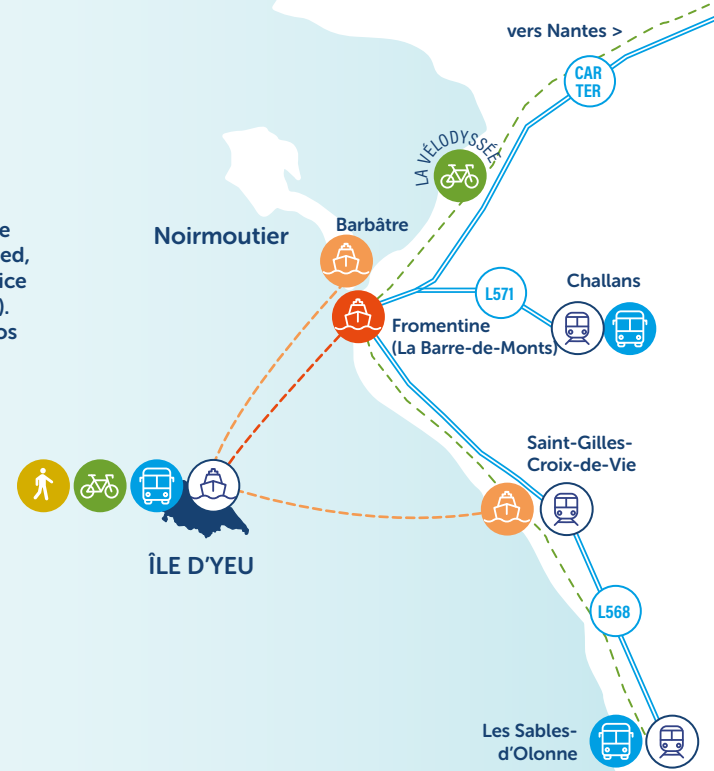 vers Nantes >
CAR
TER
LA VÉLODYSSÉE
Noirmoutier
Barbâtre
L571
Challans
Fromentine
(La Barre-de-Monts)
Saint-Gilles-
Croix-de-Vie
ÎLE D'YEU
L568
Les Sables-
d'Olonne